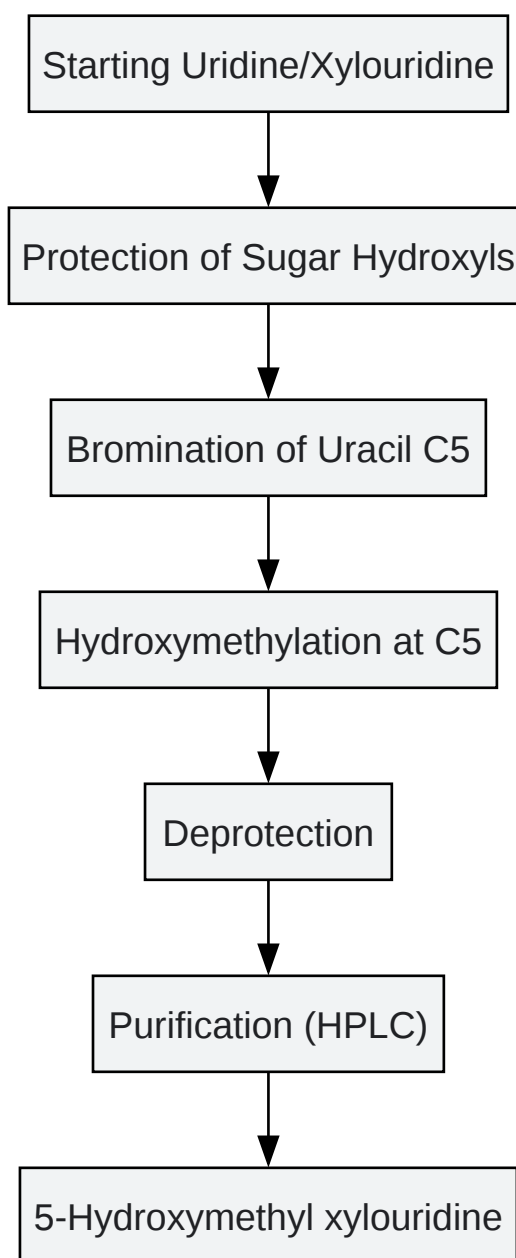 Starting Uridine/Xylouridine
Protection of Sugar Hydroxyls
Bromination of Uracil C5
Hydroxymethylation at C5
Deprotection
Purification (HPLC)
5-Hydroxymethyl xylouridine